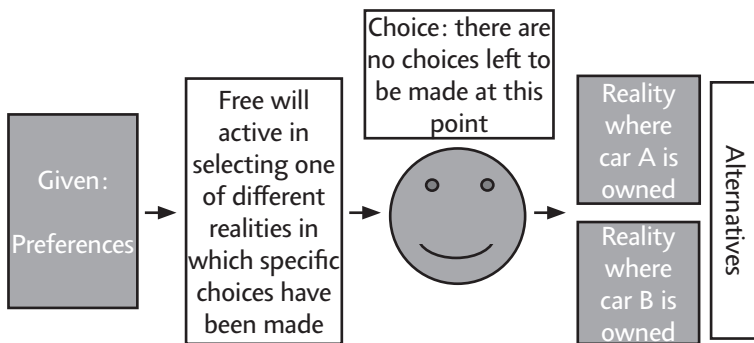 Given:
Preferences
Free will
active in
selecting one
of different
realities in
which specific
choices have
been made
Choice: there are
no choices left to
be made at this
point
Reality
where
car A is
owned
Reality
where
car B is
owned
Alternatives